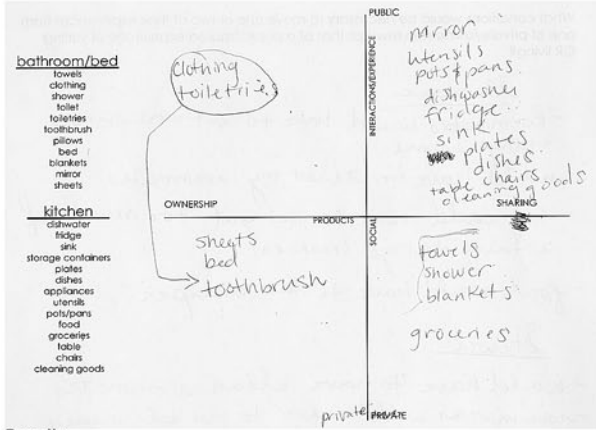 bathroom/bed
towels
clothing
shower
toilet
toiletries
toothbrush
pillows
bed
blankets
mirror
sheets
kitchen
dishwater
fridge
sink
storage containers
plates
dishes
appliances
utensils
pots/pans
food
groceries
table
chairs
cleaning goods
PUBLIC
INTERACTIONS/EXPERIENCE
clothing
toiletries
mirror
utensils
pots & pans
dishwasher
fridge
sink
plates
dishes
table chairs
cleaning goods
OWNERSHIP
SHARING
PRODUCTS
SOCIAL
sheets
bed
toothbrush
towels
shower
blankets
groceries
private
PRIVATE